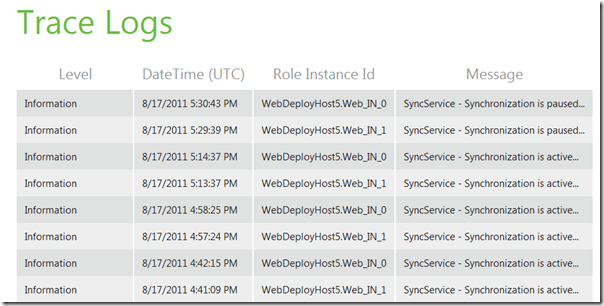 Trace Logs
Level DateTime (UTC) Role Instance Id Message
Information 8/17/2011 5:30:43 PM WebDeployHost5.Web_IN_0 SyncService - Synchronization is paused...
Information 8/17/2011 5:29:39 PM WebDeployHost5.Web_IN_1 SyncService - Synchronization is paused...
Information 8/17/2011 5:14:37 PM WebDeployHost5.Web_IN_0 SyncService - Synchronization is active...
Information 8/17/2011 5:13:37 PM WebDeployHost5.Web_IN_1 SyncService - Synchronization is active...
Information 8/17/2011 4:58:25 PM WebDeployHost5.Web_IN_0 SyncService - Synchronization is active...
Information 8/17/2011 4:57:24 PM WebDeployHost5.Web_IN_1 SyncService - Synchronization is active...
Information 8/17/2011 4:42:15 PM WebDeployHost5.Web_IN_0 SyncService - Synchronization is active...
Information 8/17/2011 4:41:09 PM WebDeployHost5.Web_IN_1 SyncService - Synchronization is active...